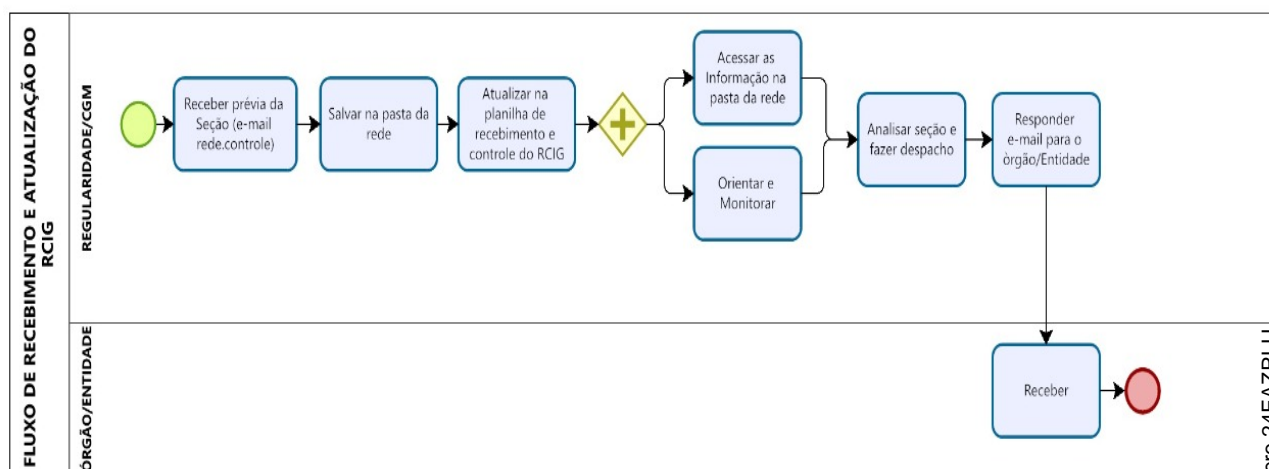 FLUXO DE RECEBIMENTO E ATUALIZAÇÃO DO
RCIG
REGULARIDADE/CGM
Receber prévia da
Seção (e-mail
rede.controle)
Salvar na pasta da
rede
Atualizar na
planilha de
recebimento e
controle do RCIG
Acessar as
Informação na
pasta da rede
Orientar e
Monitorar
Analisar seção e
fazer despacho
Responder
e-mail para o
òrgão/Entidade
ÓRGÃO/ENTIDADE
Receber